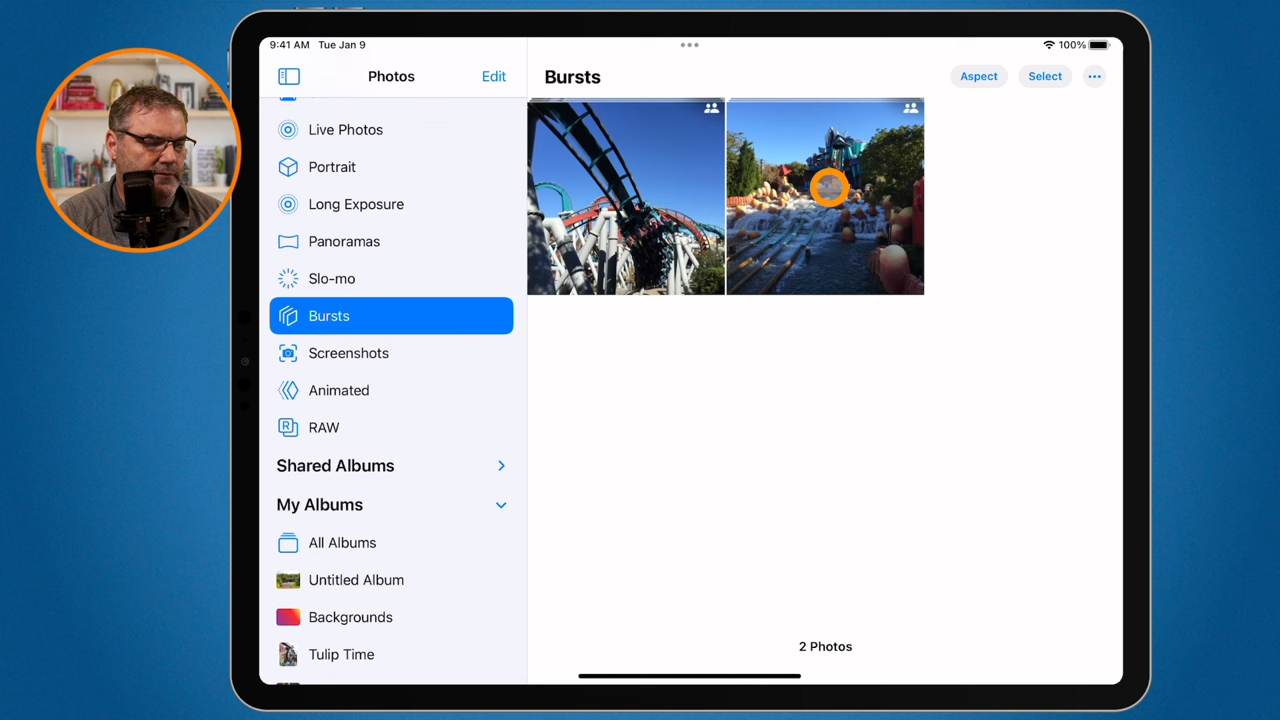 9:41 AM Tue Jan 9
100%
Photos
Edit
Live Photos
Portrait
Long Exposure
Panoramas
Slo-mo
Bursts
Screenshots
Animated
R RAW
Shared Albums
My Albums
All Albums
Untitled Album
Backgrounds
Tulip Time
Bursts
Aspect
Select
2 Photos